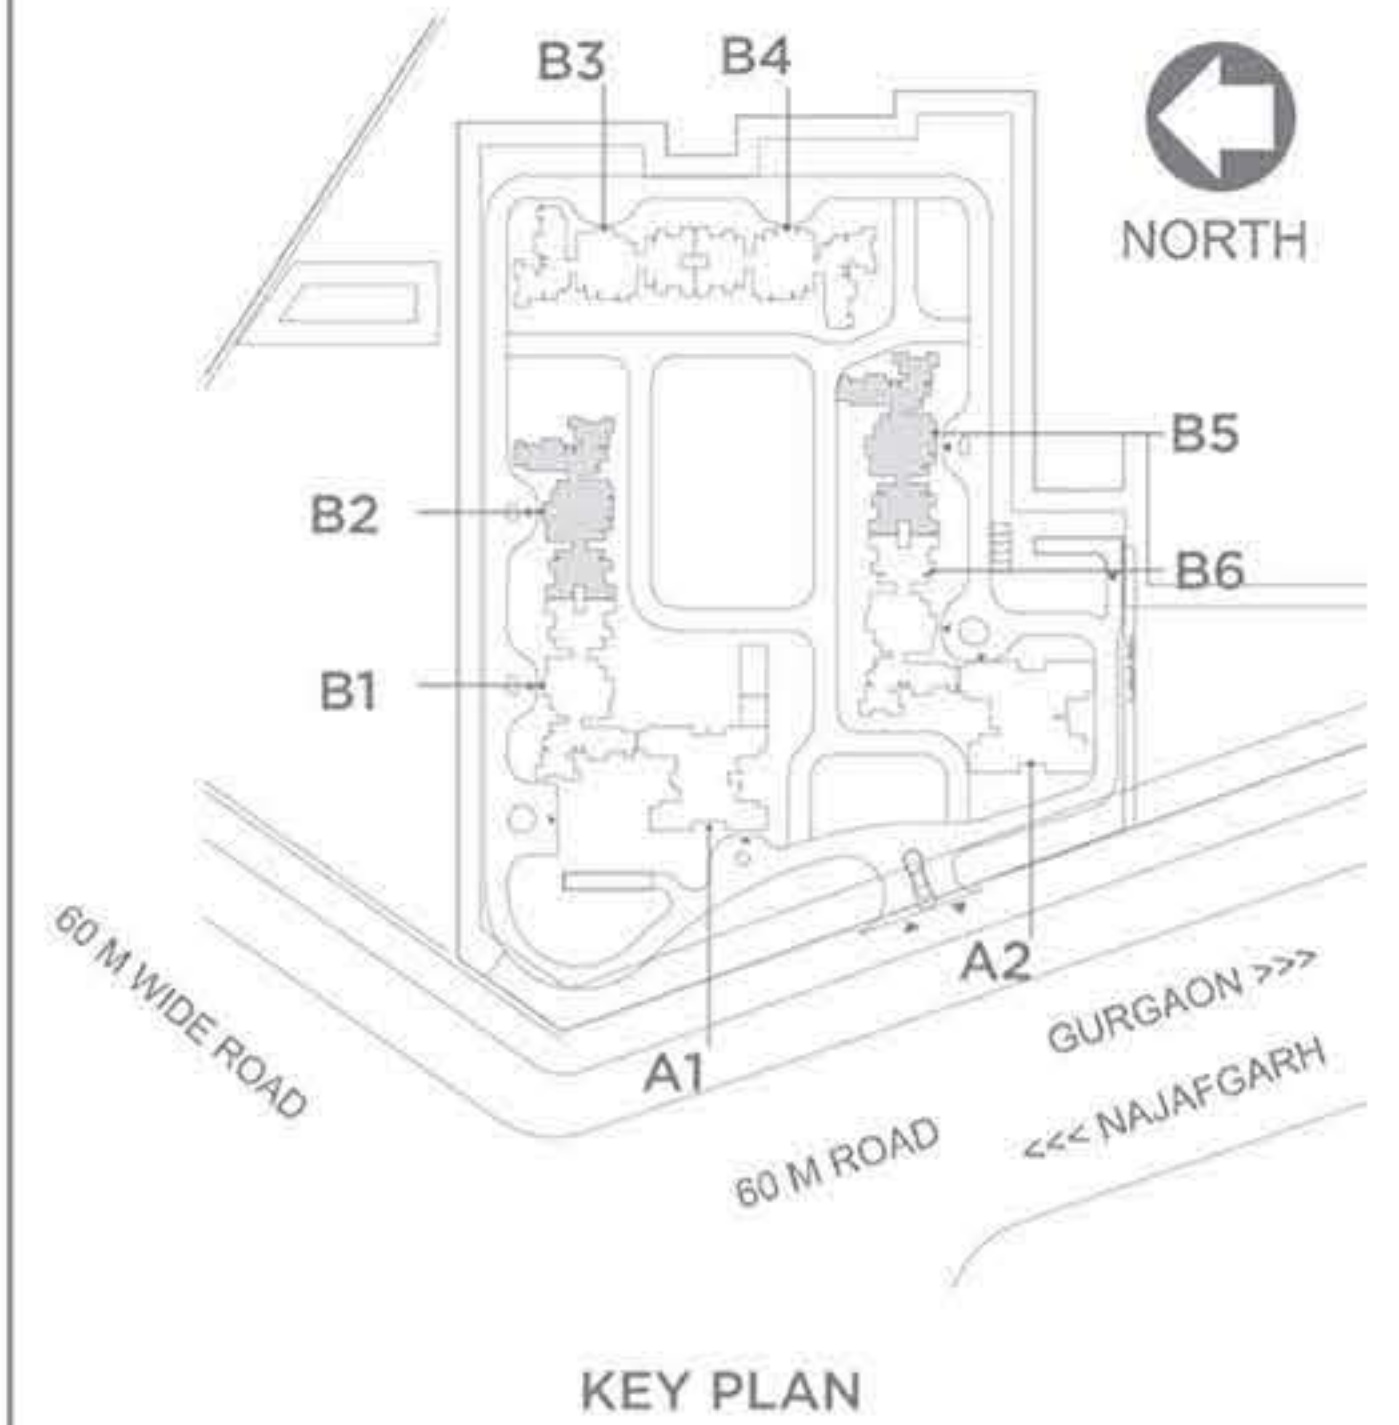 B3
B4
NORTH
B5
B2
B6
B1
60 M WIDE ROAD
A2
GURGAON >>>
A1
<<< NAJAFGARH
60 M ROAD
KEY PLAN